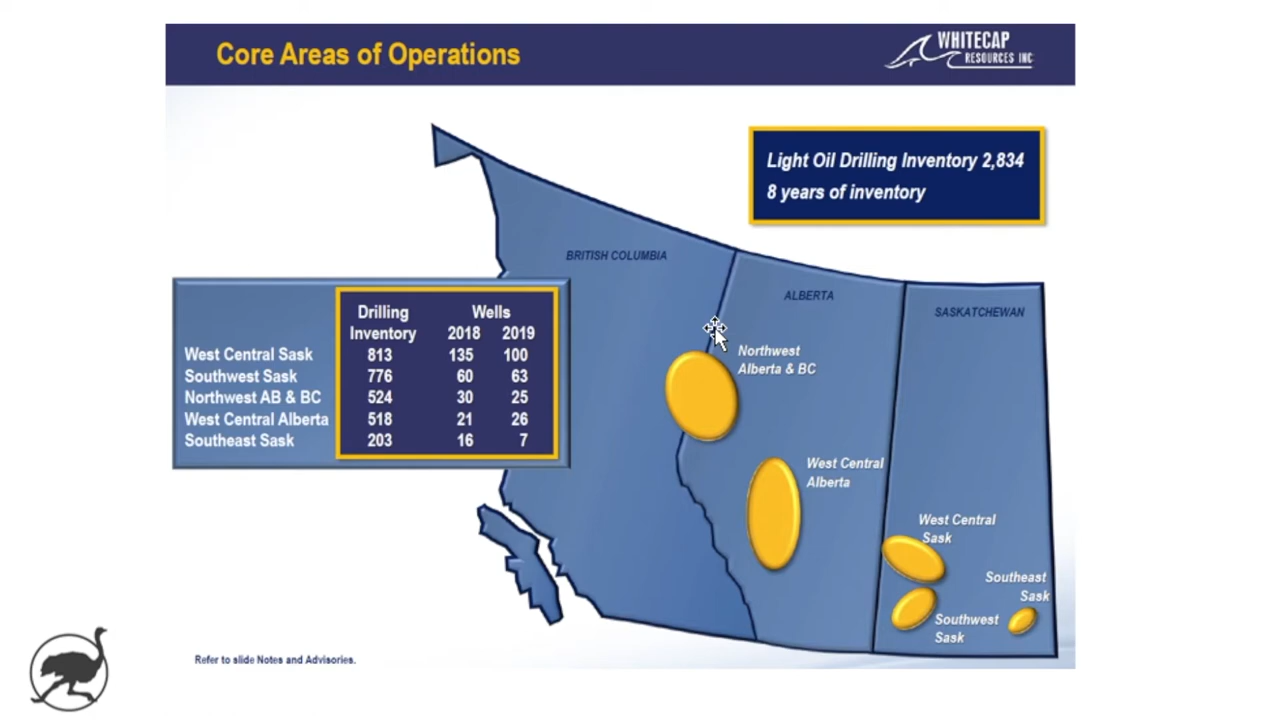 Core Areas of Operations
WHITECAP
RESOURCES INC
Light Oil Drilling Inventory 2,834
8 years of inventory
BRITISH COLUMBIA
ALBERTA
SASKATCHEWAN
Drilling Wells
Inventory 2018 2019
West Central Sask 813 135 100
Southwest Sask 776 60 63
Northwest AB & BC 524 30 25
West Central Alberta 518 21 26
Southeast Sask 203 16 7
Northwest
Alberta & BC
West Central
Alberta
West Central
Sask
Southeast
Sask
Southwest
Sask
Refer to slide Notes and Advisories.